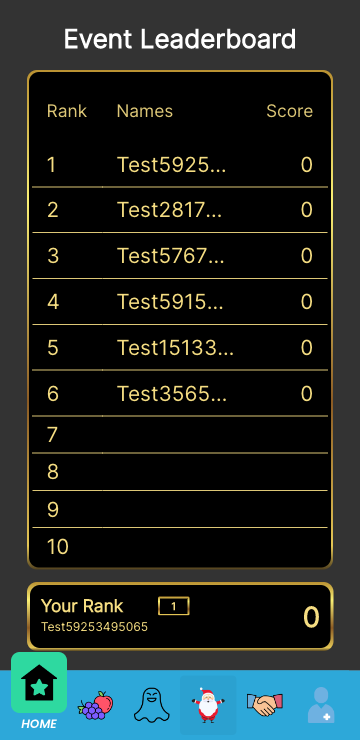 Event Leaderboard
Rank Names Score
1 Test5925... 0
2 Test2817... 0
3 Test5767... 0
4 Test5915... 0
5 Test15133... 0
6 Test3565... 0
7
8
9
10
Your Rank 1 0
Test59253495065
HOME